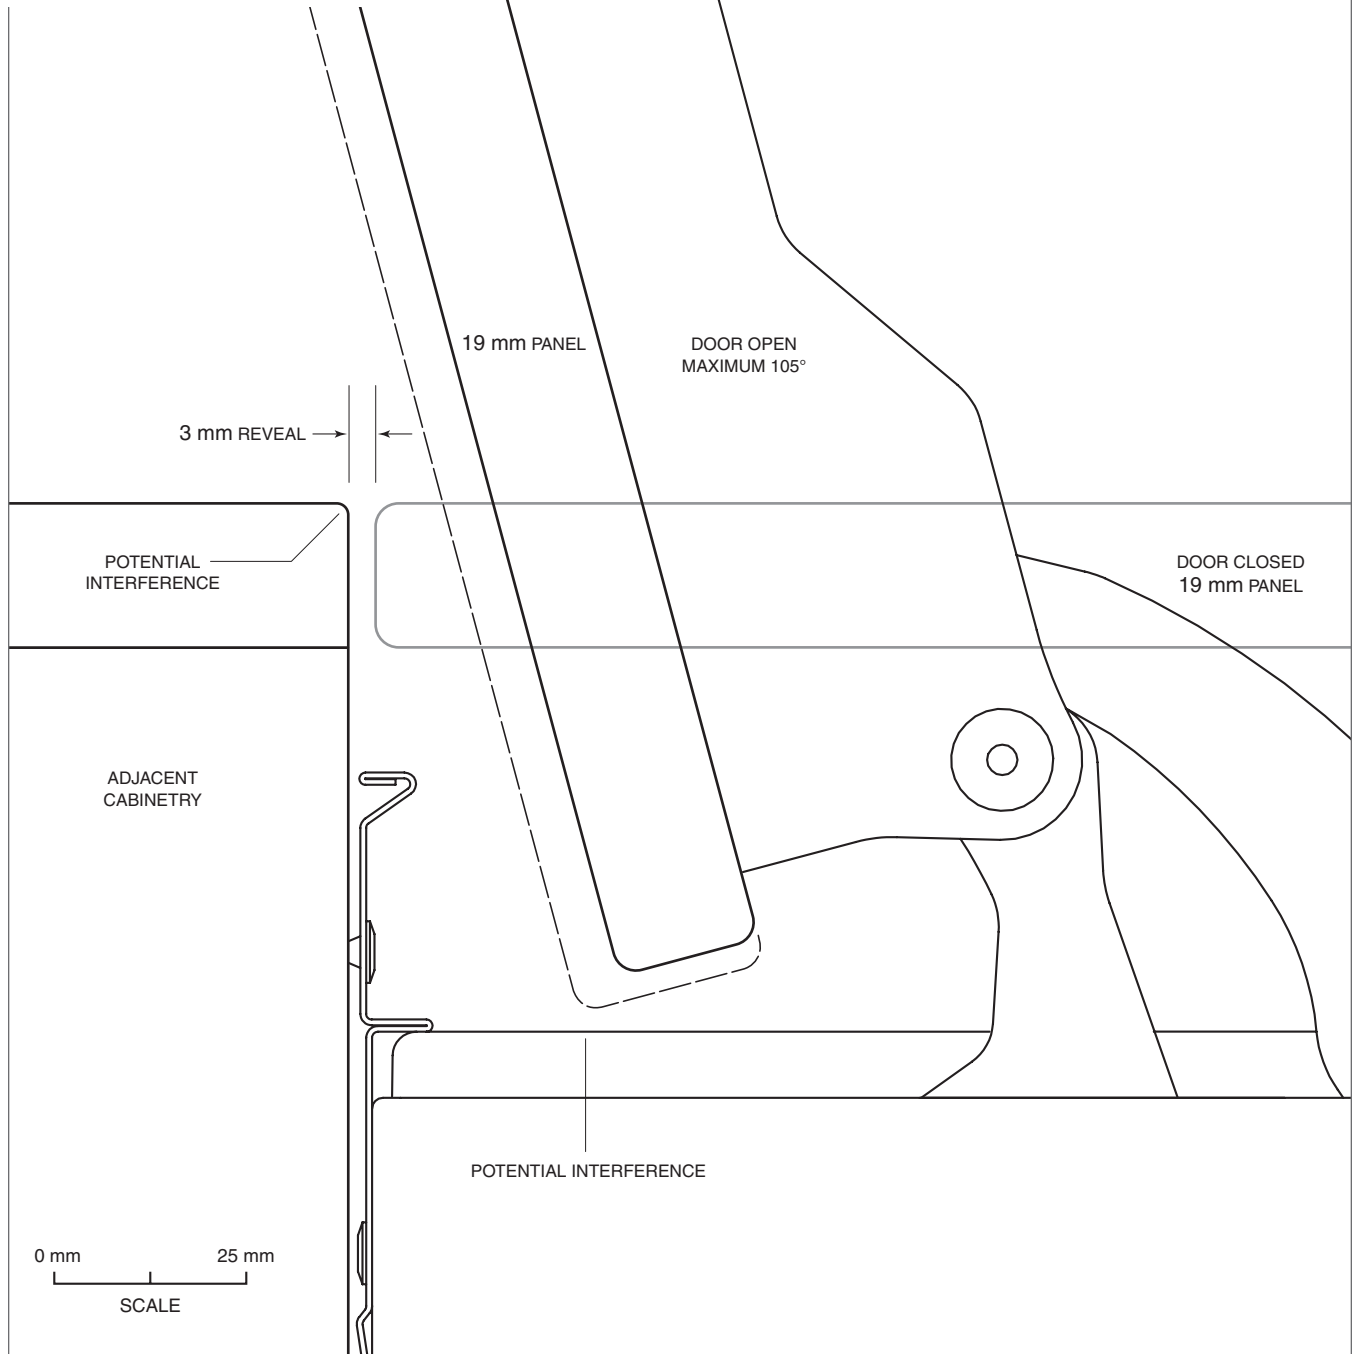 19 mm PANEL
DOOR OPEN
MAXIMUM 105°
3 mm REVEAL
POTENTIAL
INTERFERENCE
DOOR CLOSED
19 mm PANEL
ADJACENT
CABINETRY
POTENTIAL INTERFERENCE
0 mm 25 mm
SCALE